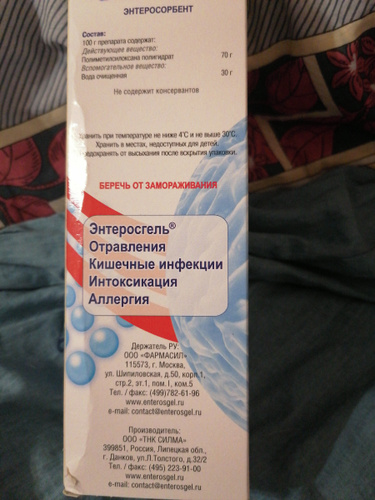 ЭНТЕРОСОРБЕНТ
Состав:
100 г препарата содержат:
Действующее вещество:
Полиметилсилоксана полигидрат 70 г
Вспомогательное вещество:
Вода очищенная 30 г
Не содержит консервантов
Хранить при температуре не ниже 4°С и не выше 30°С.
Хранить в местах, недоступных для детей.
Предохранять от высыхания после вскрытия упаковки.
БЕРЕЧЬ ОТ ЗАМОРАЖИВАНИЯ
Энтеросгель®
Отравления
Кишечные инфекции
Интоксикация
Аллергия
Держатель РУ:
ООО «ФАРМАСИЛ»
115573, г. Москва,
ул. Шипиловская, д.50, кор.1,
стр.2, эт.1, пом.I, ком.5
Тел. / факс: (499)782-61-96
www.enterosgel.ru
e-mail: contact@enterosgel.ru
Производитель:
ООО «ТНК СИЛМА»
399851, Россия, Липецкая обл.,
г. Данков, ул.Л.Толстого, д.32/2
Тел. / факс: (495) 223-91-00
www.enterosgel.ru
e-mail: contact@enterosgel.ru